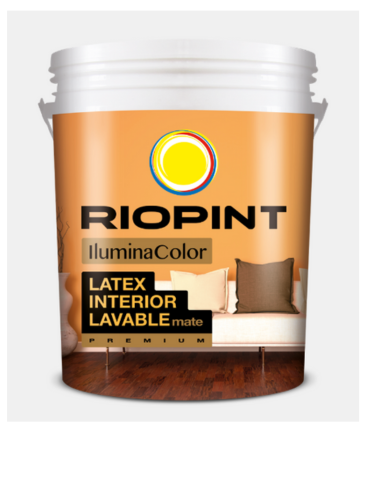 RIOPINT
IluminaColor
LATEX
INTERIOR
LAVABLE mate
PREMIUM